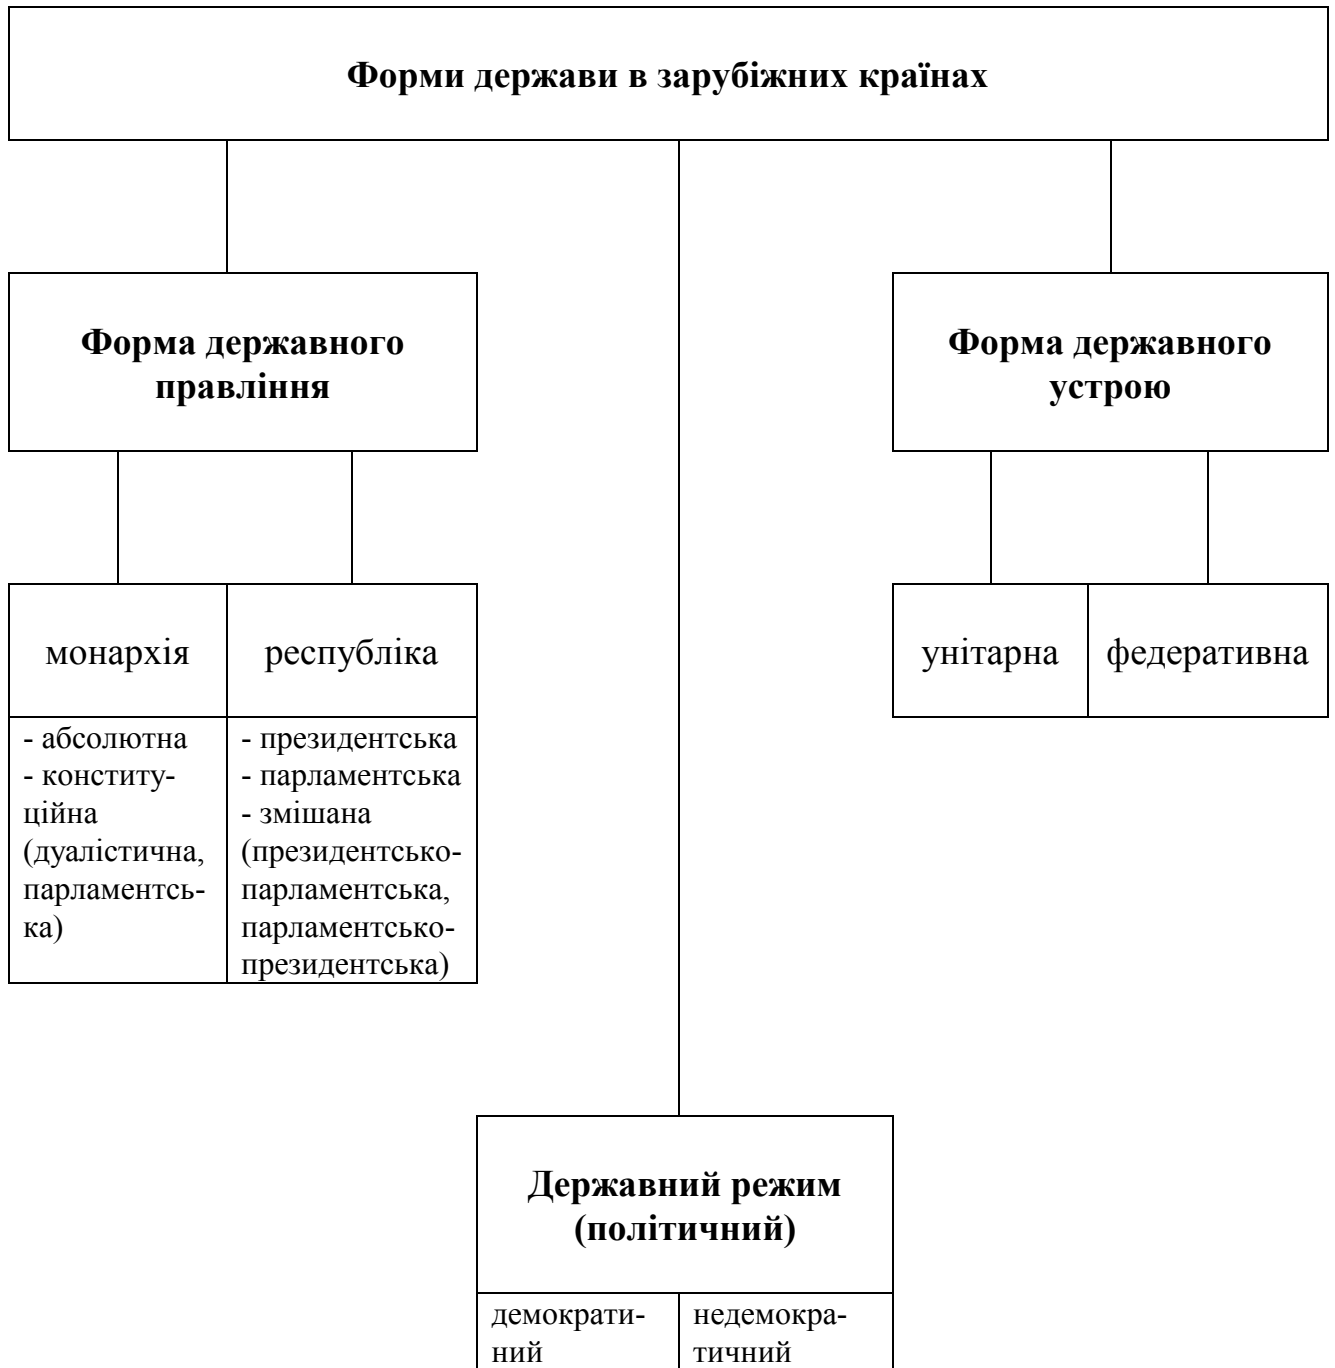 Форми держави в зарубіжних країнах
Форма державного
правління
Форма державного
устрою
монархія
республіка
унітарна
федеративна
- абсолютна
- конститу-
ційна
(дуалістична,
парламентсь-
ка)
- президентська
- парламентська
- змішана
(президентсько-
парламентська,
парламентсько-
президентська)
Державний режим
(політичний)
демократи-
ний
недемокра-
тичний